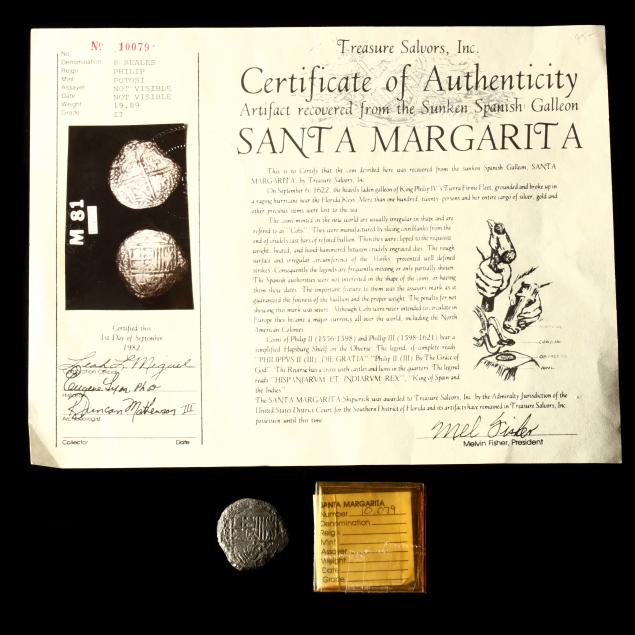 No. Nº 10079
Denomination 8 REALES
Reign PHILIP
Mint POTOSI
Assayer NOT VISIBLE
Date NOT VISIBLE
Weight 19.89
Grade II
M 81
Certified this
1st Day of September
1982
Leah L Miguel
Eugene Lyon PhD
R Duncan Mathewson III
Archaeologist
Collector Date
Treasure Salvors, Inc.
Certificate of Authenticity
Artifact recovered from the Sunken Spanish Galleon
SANTA MARGARITA
This is to Certify that the coin described here was recovered from the sunken Spanish Galleon, SANTA
MARGARITA, by Treasure Salvors, Inc.
On September 6, 1622, the heavily laden galleon of King Philip IV's Tierra Firme Fleet, grounded and broke up in
a raging hurricane near the Florida Keys. More than one hundred, twenty persons and her entire cargo of silver, gold and
other precious items were lost to the sea.
The coins minted in the new world are usually irregular in shape and are
refered to as "Cobs". They were manufactured by slicing coin blanks from the
end of crudely cast bars of refined bullion. Then they were clipped to the requisite
weight, heated, and hand-hammered between crudely engraved dies. The rough
surface and irregular circumference of the blanks prevented well defined
strikes. Consequently the legends are frequently missing or only partially shown.
The Spanish authorities were not interested in the shape of the coins, or having
them show dates. The important feature to them was the assayers mark as it
guaranteed the fineness of the bullion and the proper weight. The penalty for not
showing this mark was severe. Although Cobs were never intended to circulate in
Europe they became a major currency all over the world, including the North
American Colonies.
Coins of Philip II (1556-1598) and Phillip III (1598-1621) bear a
simplified Hapsburg Shield on the Obverse. The legend, if complete reads
"PHILIPPVS II (III) DIE GRATIA" "Philip II (III) By The Grace of
God". The Reverse has a cross with castles and lions in the quarters. The legend
reads "HISPANIARVM ET INDIARVM REX", "King of Spain and
the Indies".
The SANTA MARGARITA Shipwreck was awarded to Treasure Salvors, Inc. by the Admiralty Jurisdiction of the
United States District Court for the Southern District of Florida and its artifacts have remained in Treasure Salvors, Inc.
possession until this time.
Mel Fisher
Melvin Fisher, President
SANTA MARGARITA
Number 10,079
Denomination
Reign
Mint
Assayer
Weight
Date
Grade